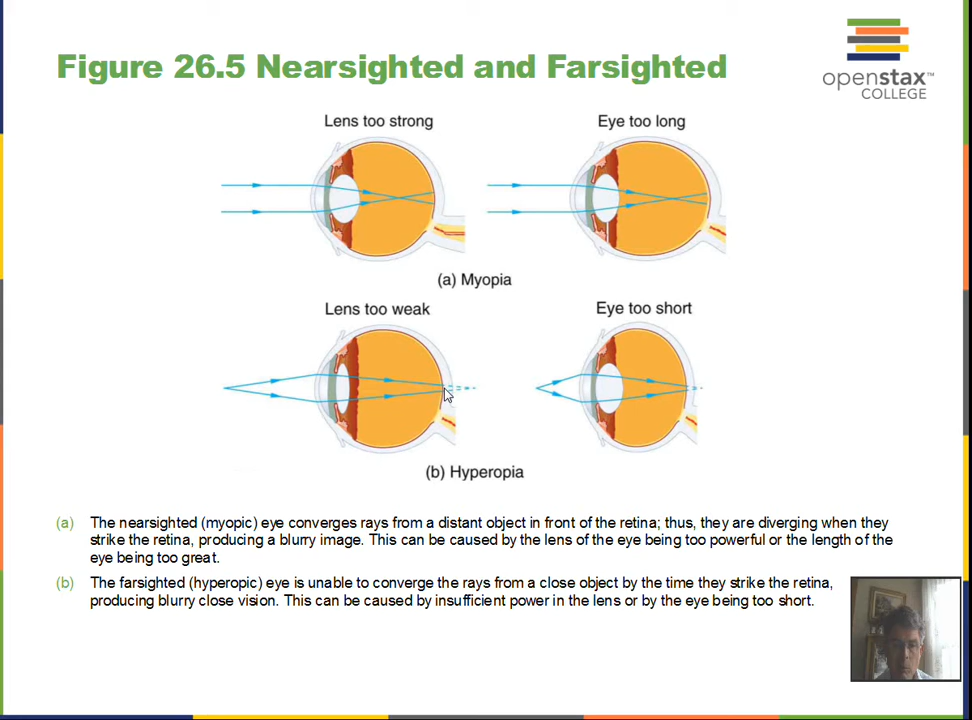 Figure 26.5 Nearsighted and Farsighted
openstax™
COLLEGE
Lens too strong
Eye too long
(a) Myopia
Lens too weak
Eye too short
(b) Hyperopia
(a) The nearsighted (myopic) eye converges rays from a distant object in front of the retina; thus, they are diverging when they
strike the retina, producing a blurry image. This can be caused by the lens of the eye being too powerful or the length of the
eye being too great.
(b) The farsighted (hyperopic) eye is unable to converge the rays from a close object by the time they strike the retina,
producing blurry close vision. This can be caused by insufficient power in the lens or by the eye being too short.